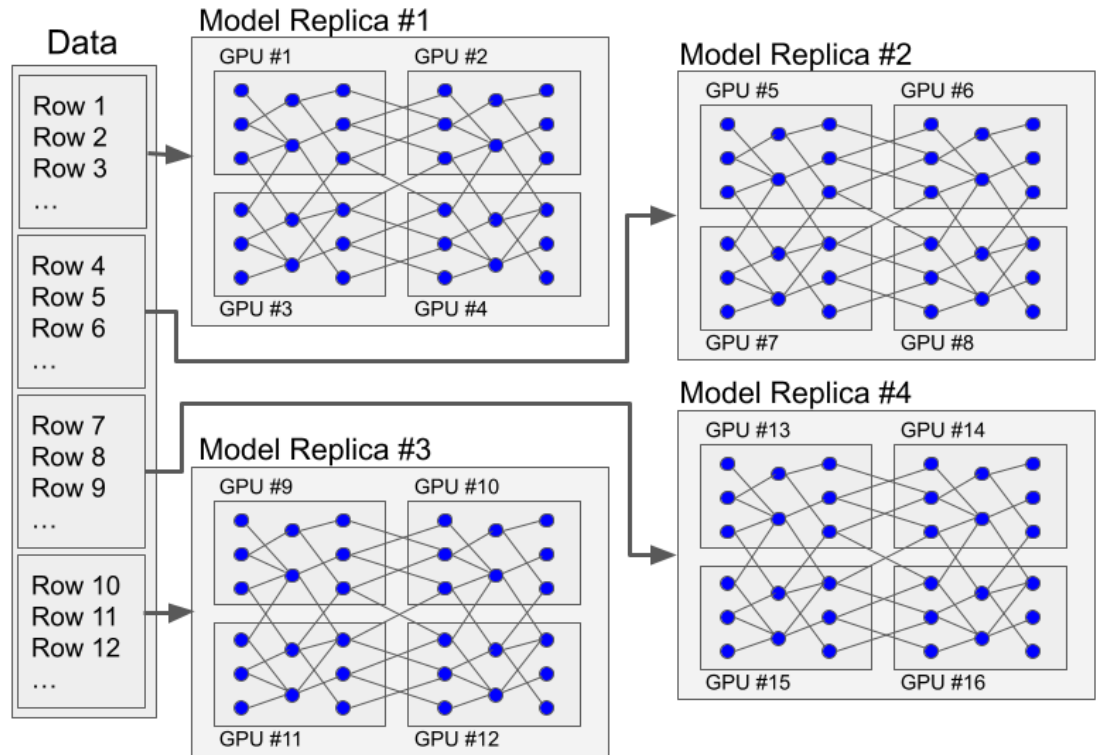 Data
Row 1
Row 2
Row 3
…
Row 4
Row 5
Row 6
…
Row 7
Row 8
Row 9
…
Row 10
Row 11
Row 12
…
Model Replica #1
GPU #1
GPU #2
GPU #3
GPU #4
Model Replica #2
GPU #5
GPU #6
GPU #7
GPU #8
Model Replica #3
GPU #9
GPU #10
GPU #11
GPU #12
Model Replica #4
GPU #13
GPU #14
GPU #15
GPU #16